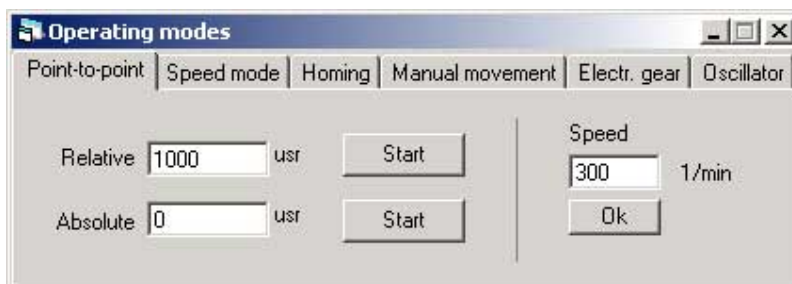 Operating modes
Point-to-point Speed mode Homing Manual movement Electr. gear Oscillator
Relative 1000 usr Start
Absolute 0 usr Start
Speed
300 1/min
Ok